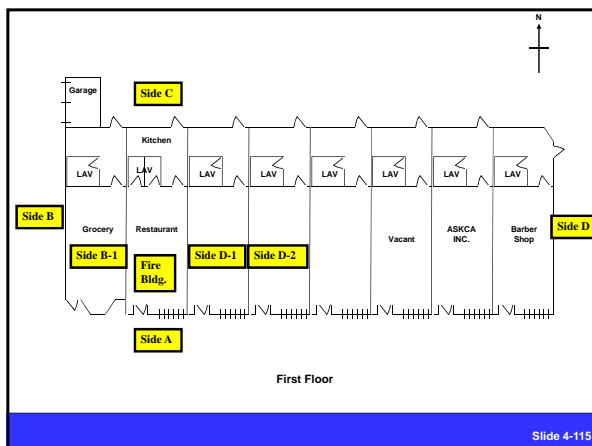 N
Garage
Side C
Kitchen
LAV
LAV
LAV
LAV
LAV
LAV
LAV
LAV
Side B
Grocery
Restaurant
Vacant
ASKCA
INC.
Barber
Shop
Side D
Side B-1
Fire
Bldg.
Side D-1
Side D-2
Side A
First Floor
Slide 4-115